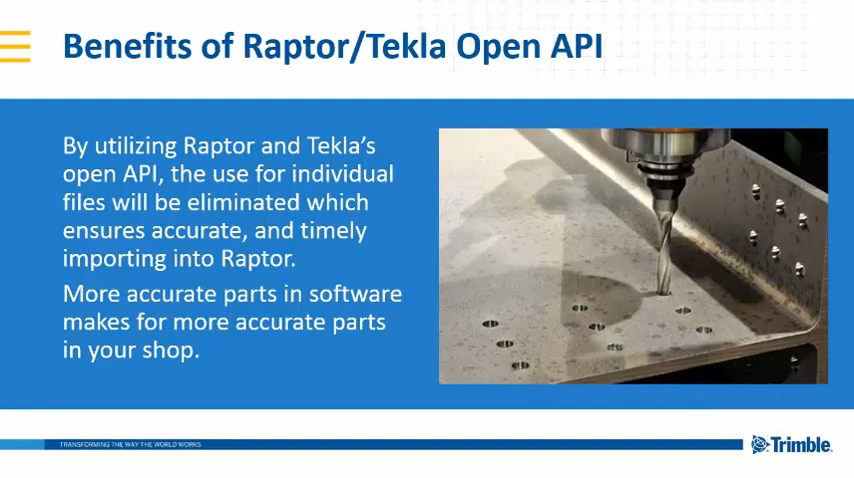 Benefits of Raptor/Tekla Open API
By utilizing Raptor and Tekla's
open API, the use for individual
files will be eliminated which
ensures accurate, and timely
importing into Raptor.
More accurate parts in software
makes for more accurate parts
in your shop.
TRANSFORMING THE WAY THE WORLD WORKS
Trimble